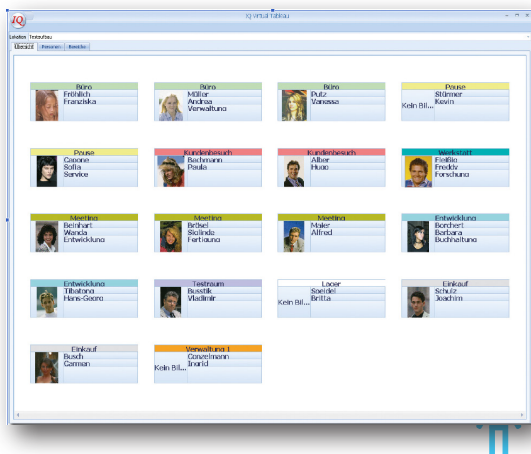 IQ
IQ Virtual Tableau
Lokation Testaufbau
Übersicht Personen Bereiche
Büro
Fröhlich
Franziska
Büro
Müller
Andrea
Verwaltung
Büro
Putz
Vanessa
Pause
Stürmer
Kevin
Kein Bil...
Pause
Capone
Sofia
Service
Kundenbesuch
Bachmann
Paula
Kundenbesuch
Alber
Hugo
Werkstatt
Fleißig
Freddy
Forschung
Meeting
Beinhart
Wanda
Entwicklung
Meeting
Brösel
Sieglinde
Fertigung
Meeting
Maier
Alfred
Entwicklung
Borchert
Barbara
Buchhaltung
Entwicklung
Tibatong
Hans-Georg
Testraum
Busstik
Vladimir
Lager
Speidel
Britta
Kein Bil...
Einkauf
Schulz
Joachim
Einkauf
Busch
Carmen
Verwaltung 1
Conzelmann
Ingrid
Kein Bil...